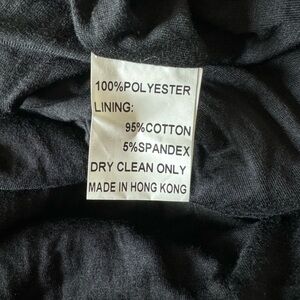 100%POLYESTER
LINING:
95%COTTON
5%SPANDEX
DRY CLEAN ONLY
MADE IN HONG KONG